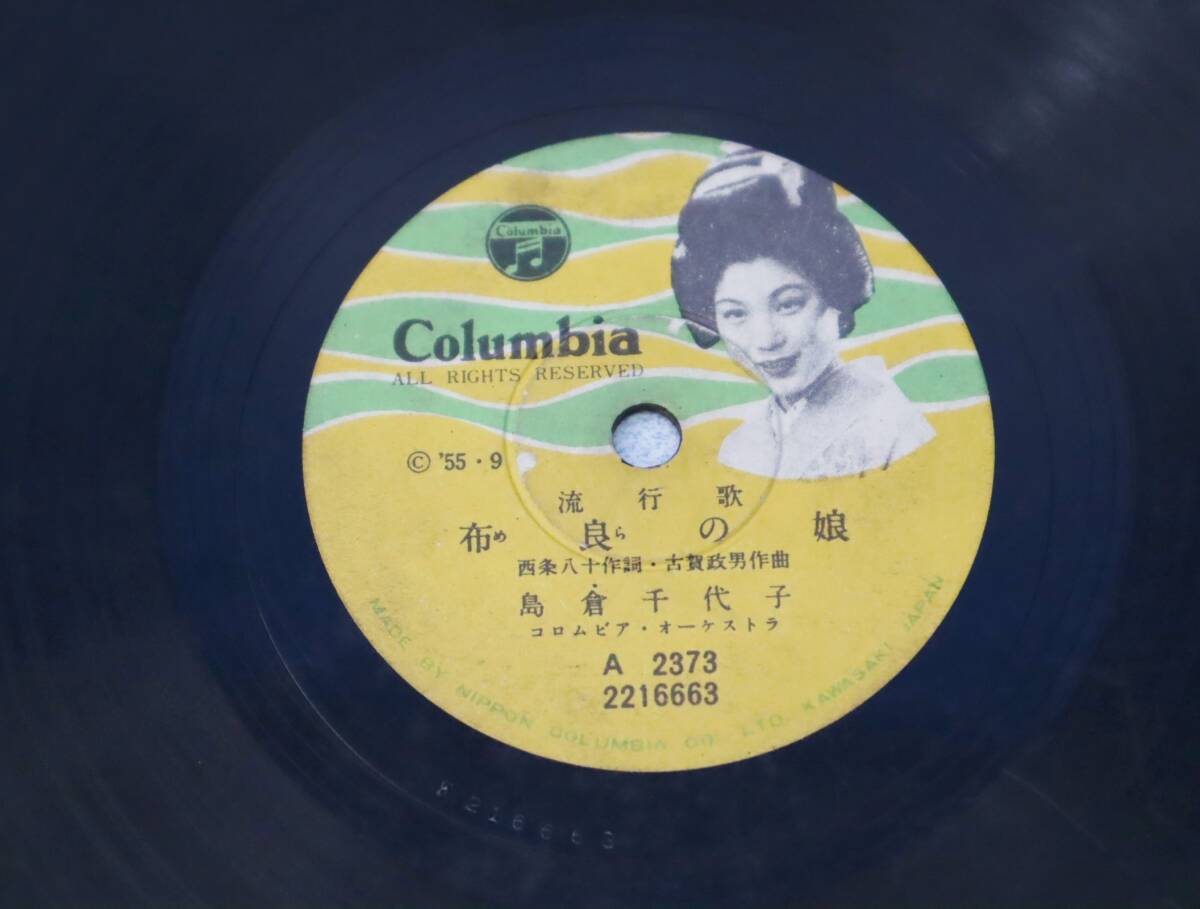 Columbia
Columbia
ALL RIGHTS RESERVED
© '55・9
流行歌
布めㅤ良らの娘
西条八十作詞・古賀政男作曲
島倉千代子
コロムビア・オーケストラ
A 2373
2216663
MADE BY NIPPON COLUMBIA CO. LTD. KAWASAKI JAPAN